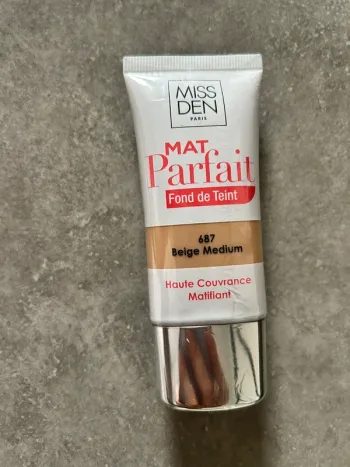 MISS
DEN
PARIS
MAT
Parfait
Fond de Teint
687
Beige Medium
Haute Couvrance
Matifiant